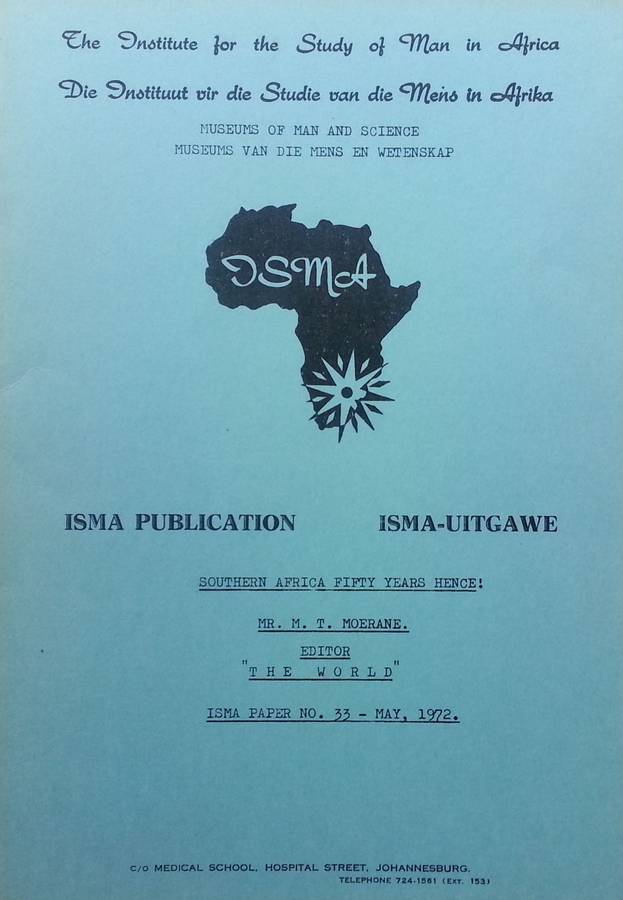 The Institute for the Study of Man in Africa
Die Instituut vir die Studie van die Mens in Afrika
MUSEUMS OF MAN AND SCIENCE
MUSEUMS VAN DIE MENS EN WETENSKAP
ISMA
ISMA PUBLICATION ISMA-UITGAWE
SOUTHERN AFRICA FIFTY YEARS HENCE!
MR. M. T. MOERANE.
EDITOR
"T H E W O R L D"
ISMA PAPER NO. 33 - MAY, 1972.
C/O MEDICAL SCHOOL, HOSPITAL STREET, JOHANNESBURG.
TELEPHONE 724-1561 (EXT. 153)